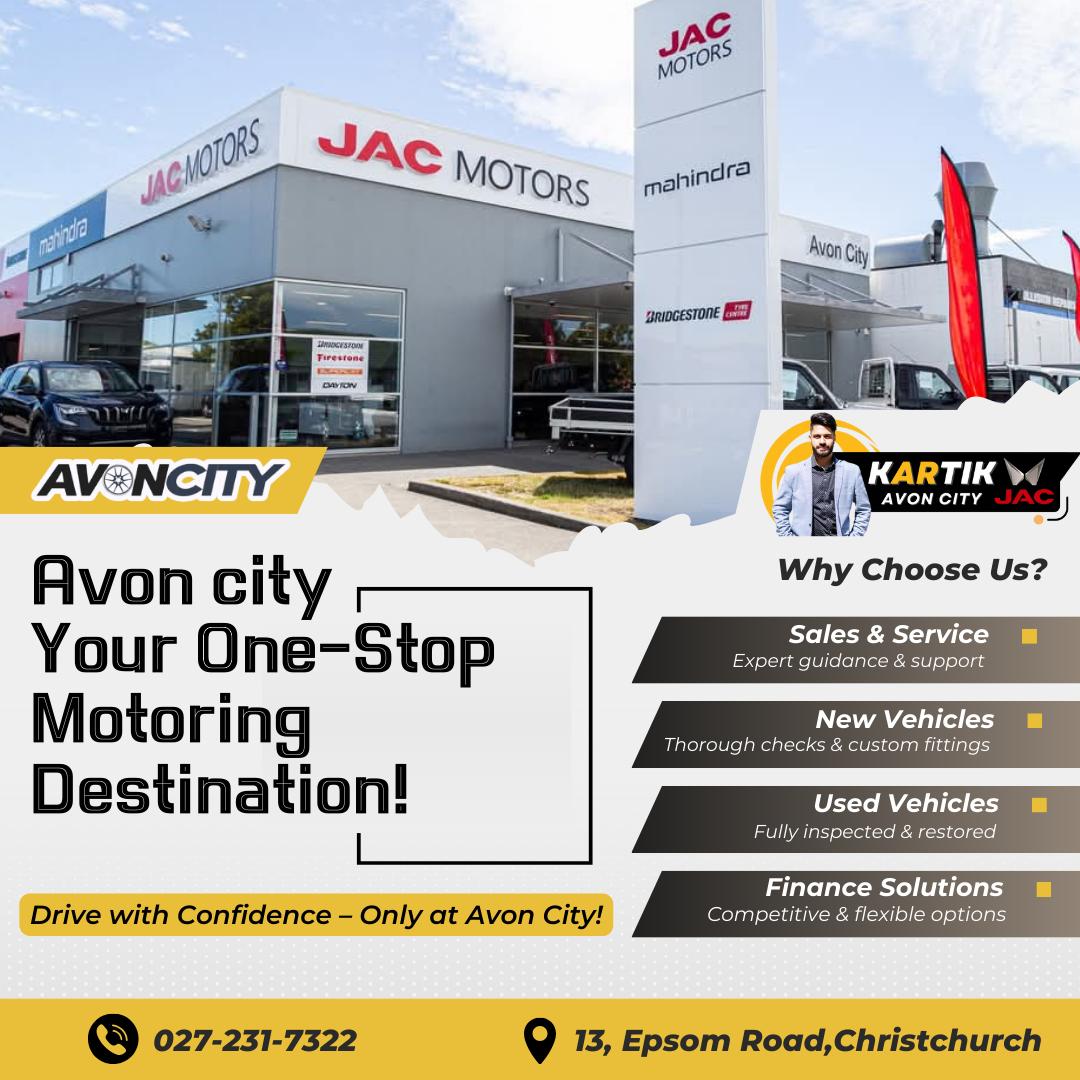 JAC
MOTORS
mahindra
BRIDGESTONE TYRE CENTRE
JAC MOTORS
JAC MOTORS
mahindra
Avon City
BRIDGESTONE
Firestone
SUPERCAT
DAYTON
AVONCITY
KARTIK
AVON CITY JAC
Avon city
Your One-Stop
Motoring
Destination!
Drive with Confidence – Only at Avon City!
Why Choose Us?
Sales & Service
Expert guidance & support
New Vehicles
Thorough checks & custom fittings
Used Vehicles
Fully inspected & restored
Finance Solutions
Competitive & flexible options
027-231-7322
13, Epsom Road,Christchurch